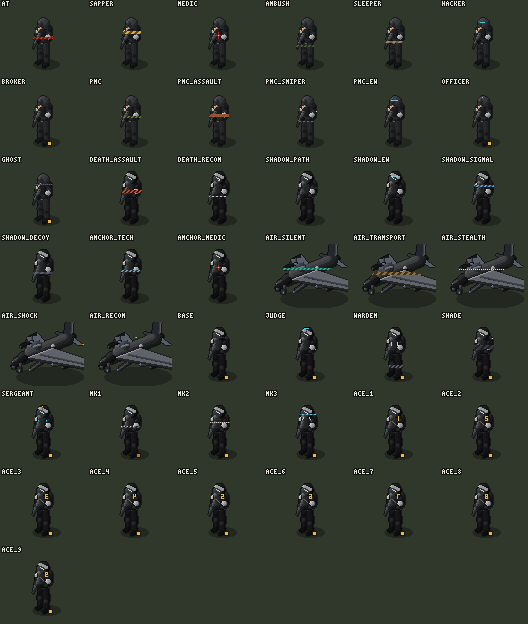 AT SAPPER MEDIC AMBUSH SLEEPER HACKER
BROKER PMC PMC_ASSAULT PMC_SNIPER PMC_EN OFFICER
GHOST DEATH_ASSAULT DEATH_RECON SHADOW_PATH SHADOW_EN SHADOW_SIGNAL
SHADOW_DECOY ANCHOR_TECH ANCHOR_MEDIC AIR_SILENT AIR_TRANSPORT AIR_STEALTH
AIR_SHOCK AIR_RECON BASE JUDGE WARDEN SHADE
SERGEANT MK1 MK2 MK3 ACE_1 ACE_2
ACE_3 ACE_4 ACE_5 ACE_6 ACE_7 ACE_8
ACE_9